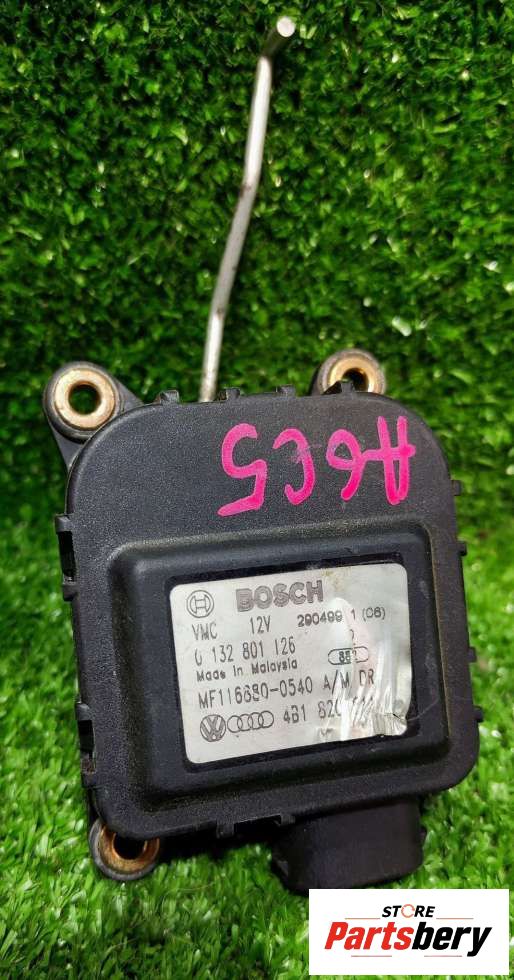 A6C5
BOSCH
VMC 12V 290499 1 (06)
0 132 801 126
Made in Malaysia
MF116680-0540 A/M DR
4B1 820
STORE
Partsbery